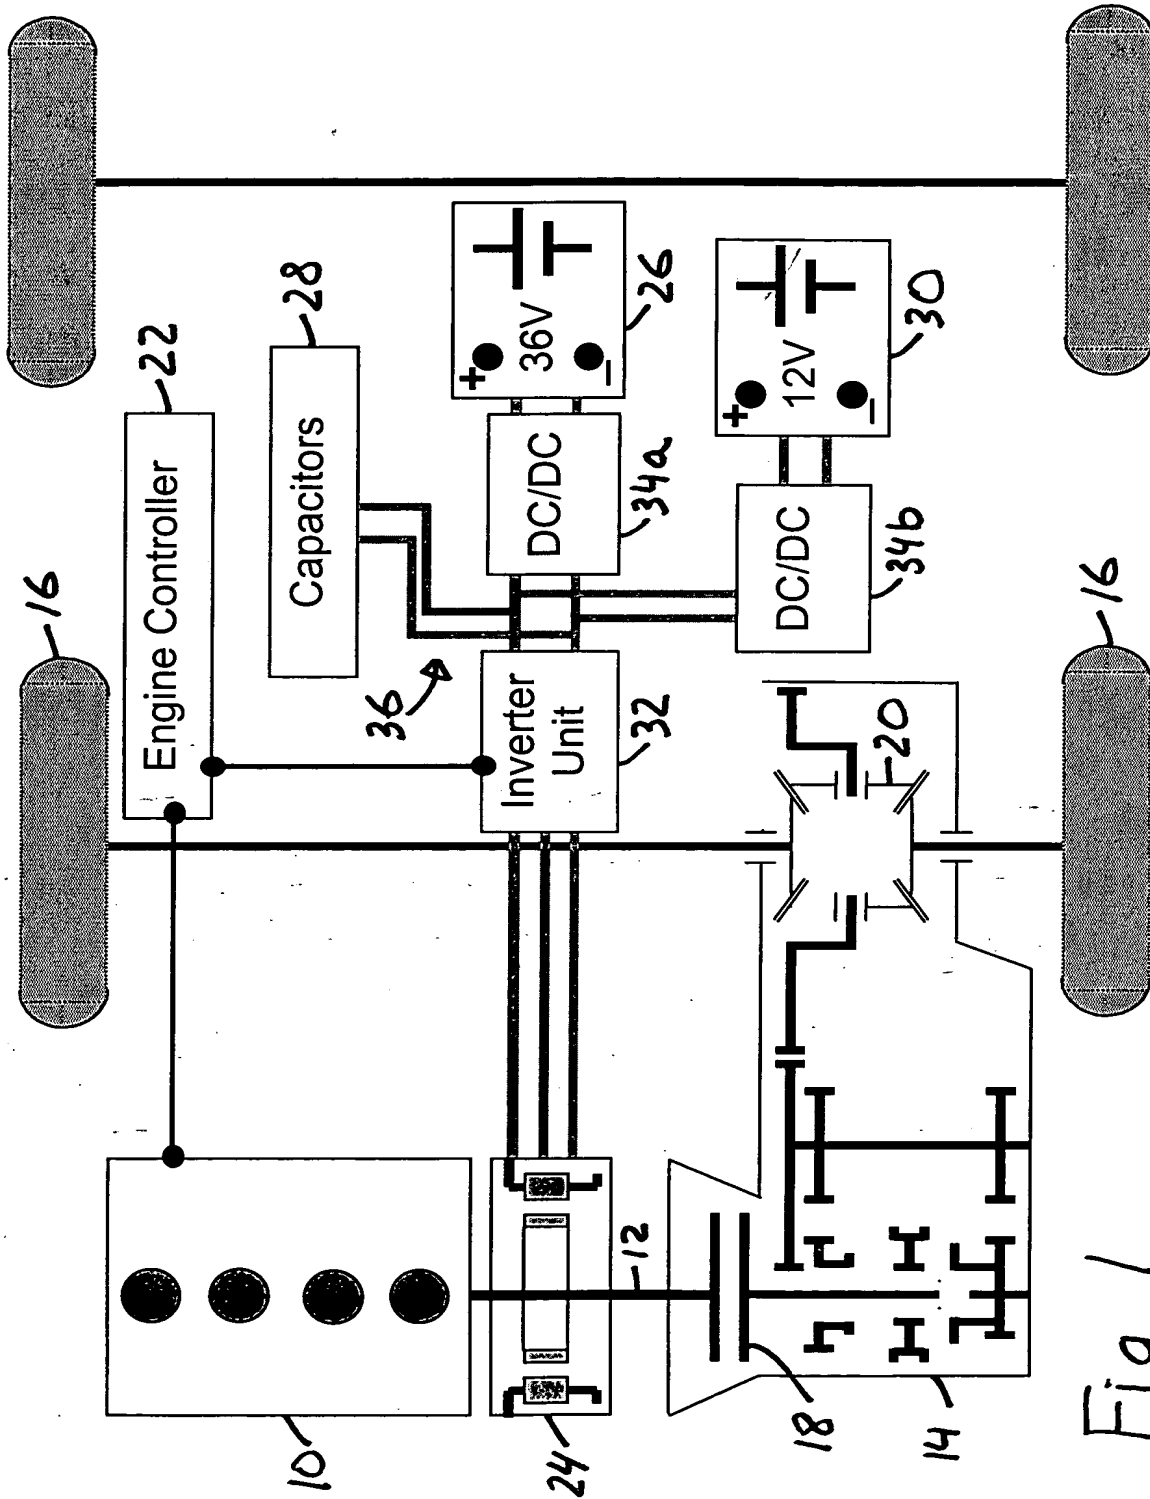 16
22
Engine Controller
28
Capacitors
36V
+
−
26
DC/DC
34a
36
Inverter
Unit
32
12V
+
−
30
DC/DC
34b
10
24
12
18
14
20
16
Fig 1